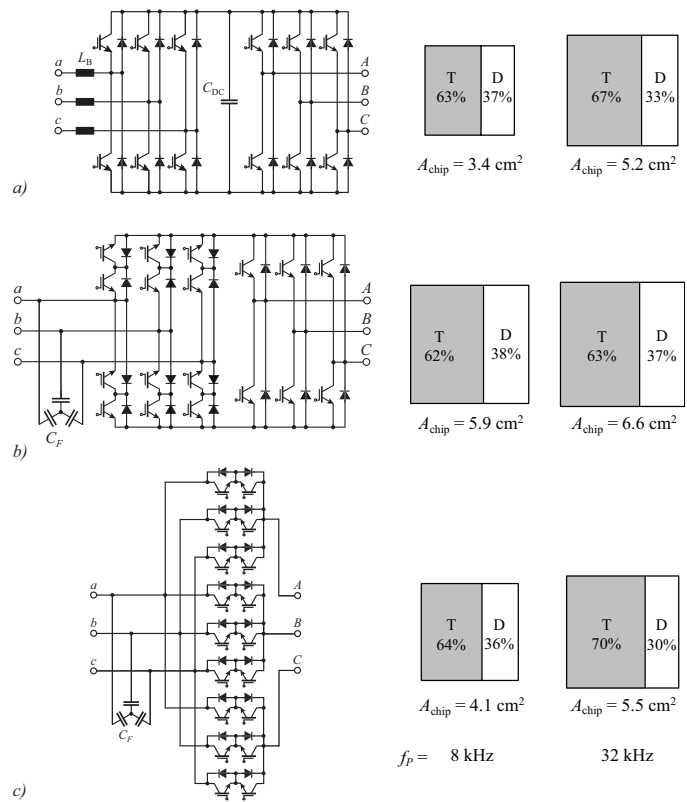 a
L_B
b
c
C_DC
A
B
C
T
63%
D
37%
A_chip = 3.4 cm²
T
67%
D
33%
A_chip = 5.2 cm²
a)
a
b
c
C_F
A
B
C
T
62%
D
38%
A_chip = 5.9 cm²
T
63%
D
37%
A_chip = 6.6 cm²
b)
a
b
c
C_F
A
B
C
T
64%
D
36%
A_chip = 4.1 cm²
T
70%
D
30%
A_chip = 5.5 cm²
f_P = 8 kHz 32 kHz
c)